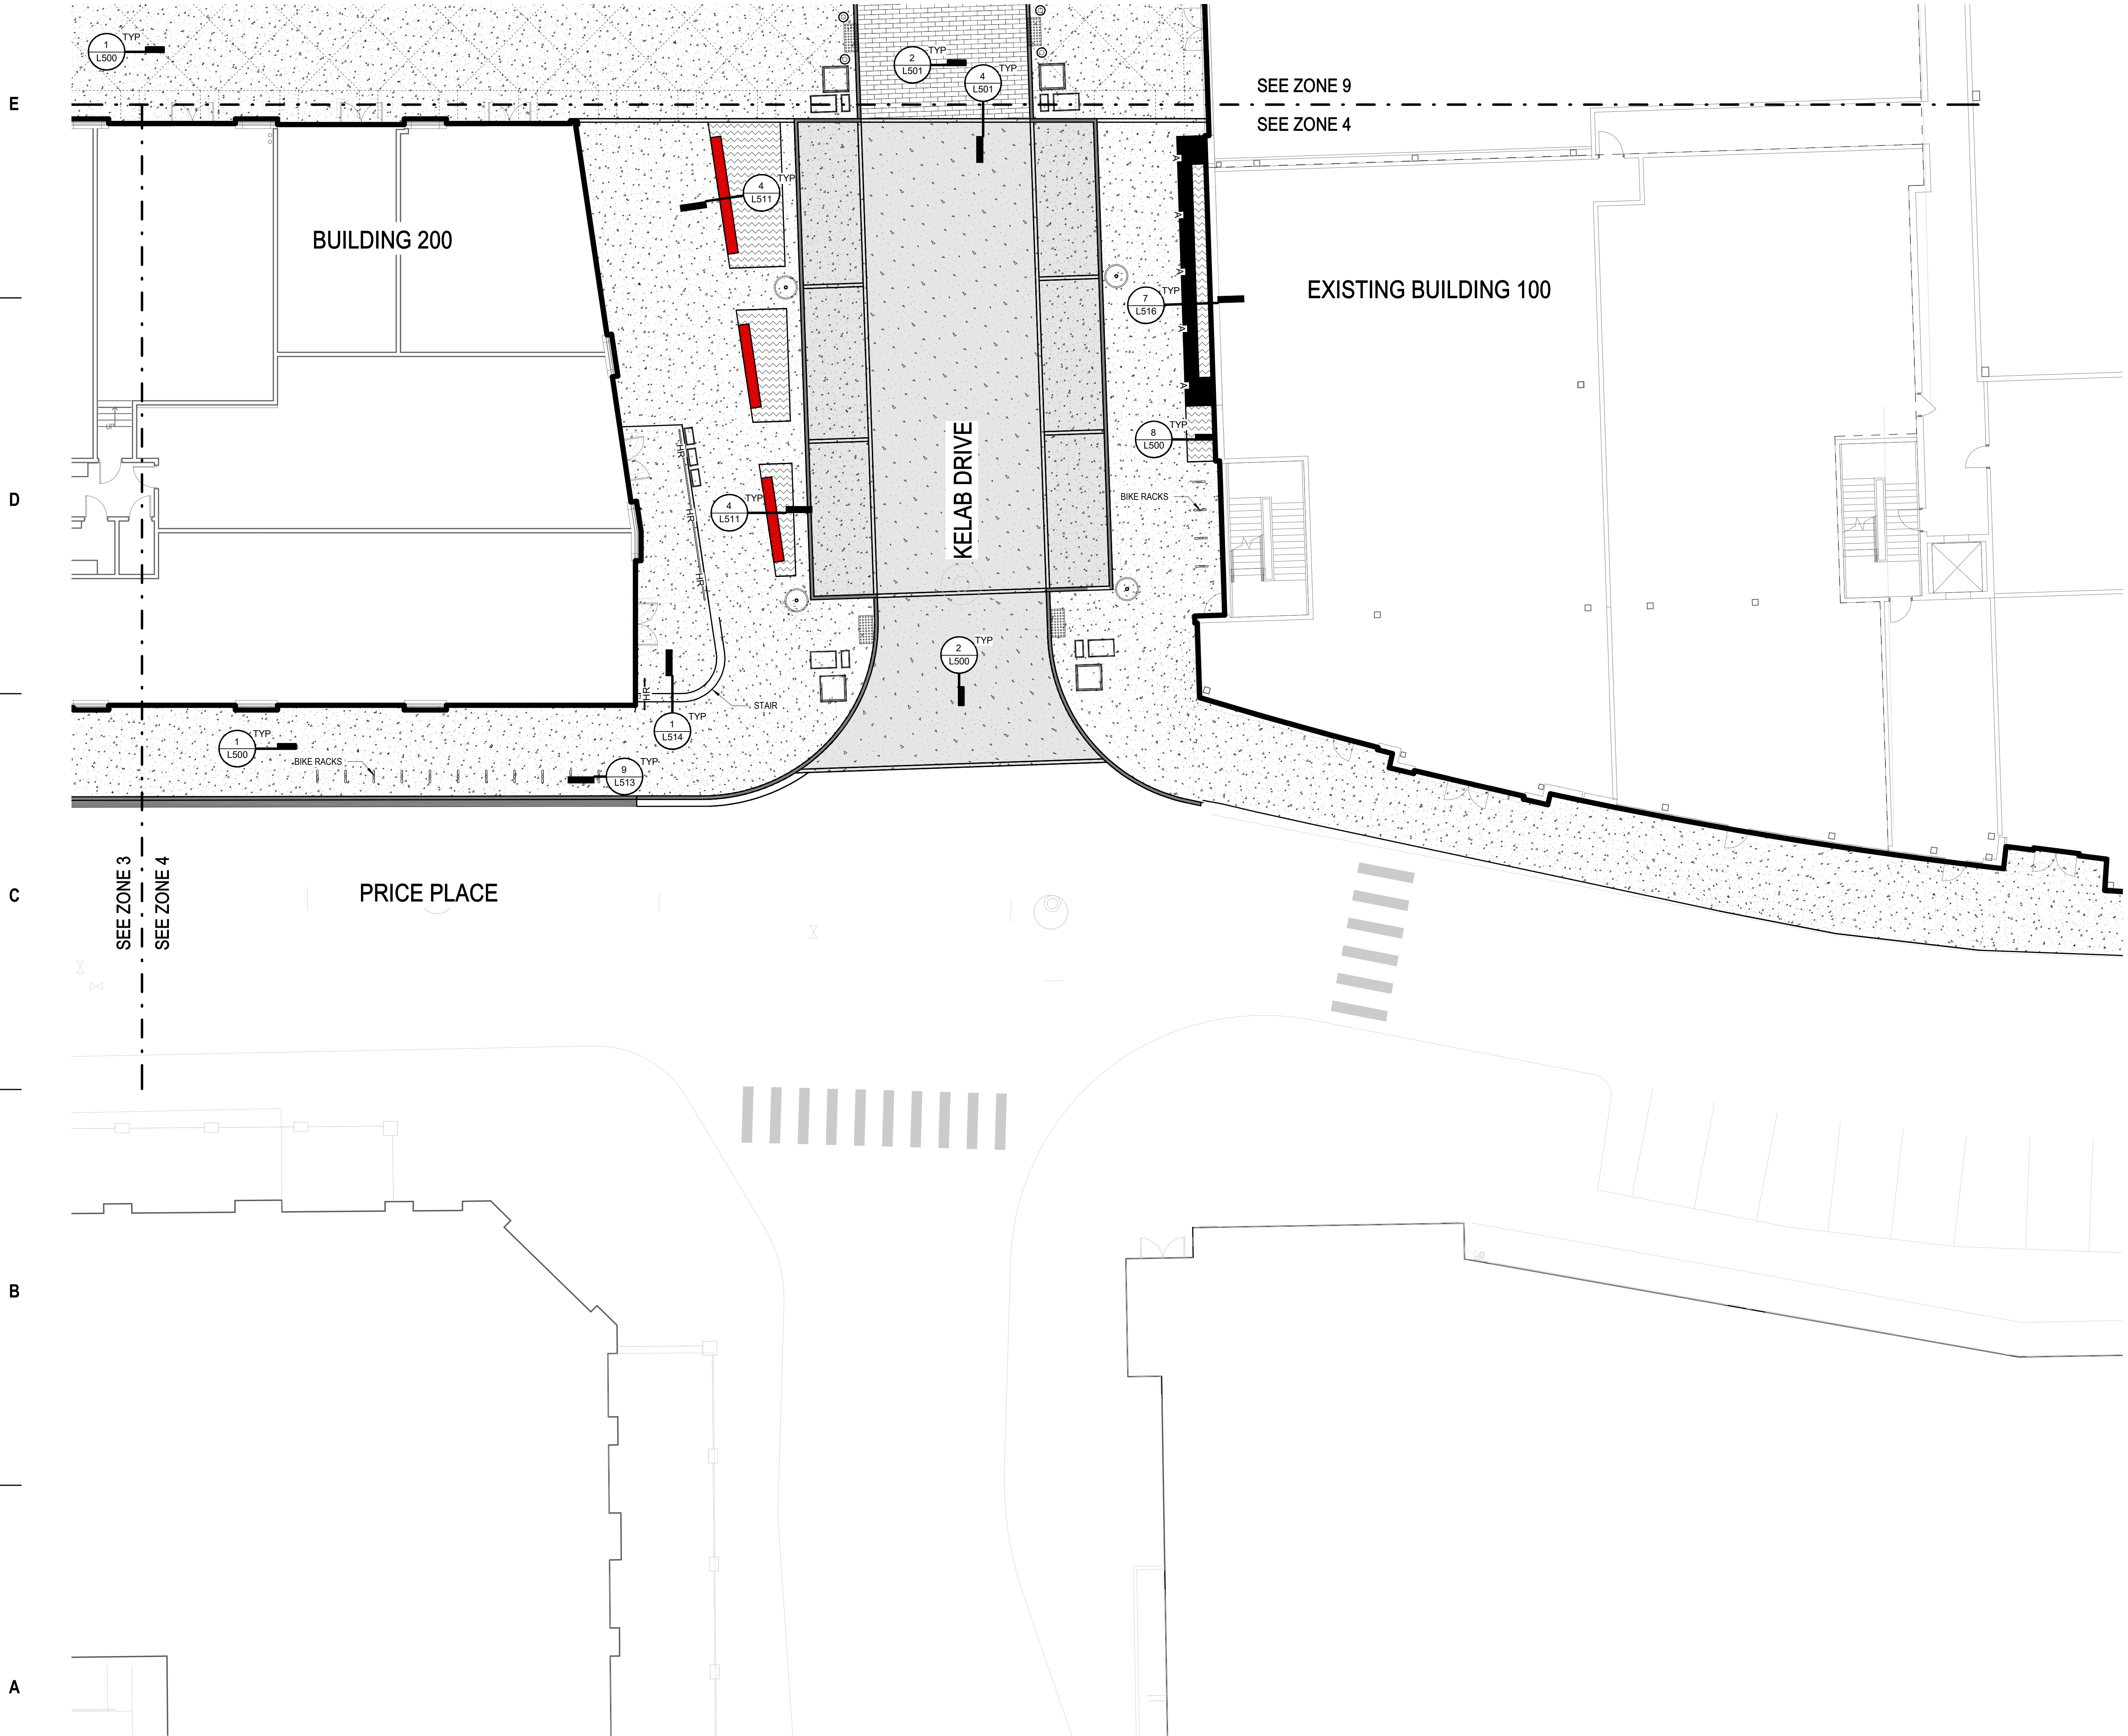 1
L500
TYP
2
L501
TYP
4
L501
TYP
E
SEE ZONE 9
SEE ZONE 4
4
L511
TYP
A
A
A
A
A
BUILDING 200
EXISTING BUILDING 100
7
L516
TYP
UP
8
L500
TYP
HR
HR
HR
HR
KELAB DRIVE
BIKE RACKS
D
4
L511
TYP
2
L500
TYP
STAIR
1
L514
TYP
1
L500
TYP
BIKE RACKS
9
L513
TYP
SEE ZONE 3
SEE ZONE 4
PRICE PLACE
C
B
A